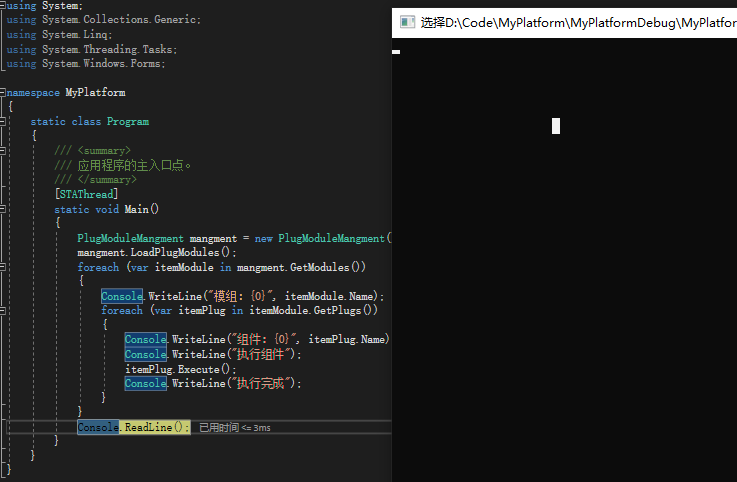 using System;
using System.Collections.Generic;
using System.Linq;
using System.Threading.Tasks;
using System.Windows.Forms;
namespace MyPlatform
{
static class Program
{
/// <summary>
/// 应用程序的主入口点。
/// </summary>
[STAThread]
static void Main()
{
PlugModuleMangment mangment = new PlugModuleMangment(
mangment.LoadPlugModules();
foreach (var itemModule in mangment.GetModules())
{
Console.WriteLine("模组: {0}", itemModule.Name);
foreach (var itemPlug in itemModule.GetPlugs())
{
Console.WriteLine("组件: {0}", itemPlug.Name)
Console.WriteLine("执行组件");
itemPlug.Execute();
Console.WriteLine("执行完成");
}
}
Console.ReadLine(); 已用时间 <= 3ms
}
}
}
选择D:\Code\MyPlatform\MyPlatformDebug\MyPlatfor